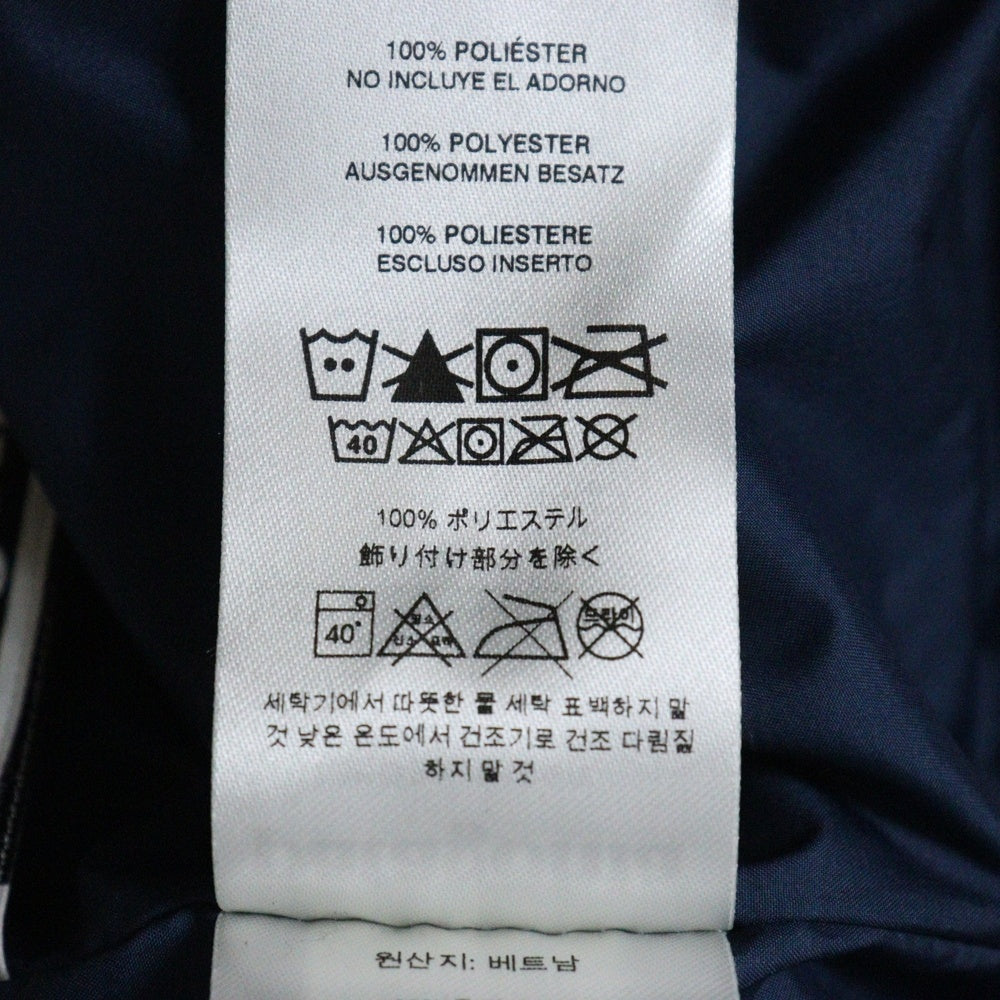 100% POLIÉSTER
NO INCLUYE EL ADORNO
100% POLYESTER
AUSGENOMMEN BESATZ
100% POLIESTERE
ESCLUSO INSERTO
40
100% ポリエステル
飾り付け部分を除く
40°
드라이
세탁기에서 따뜻한 물 세탁 표백하지 말
것 낮은 온도에서 건조기로 건조 다림질
하지 말 것
원산지: 베트남